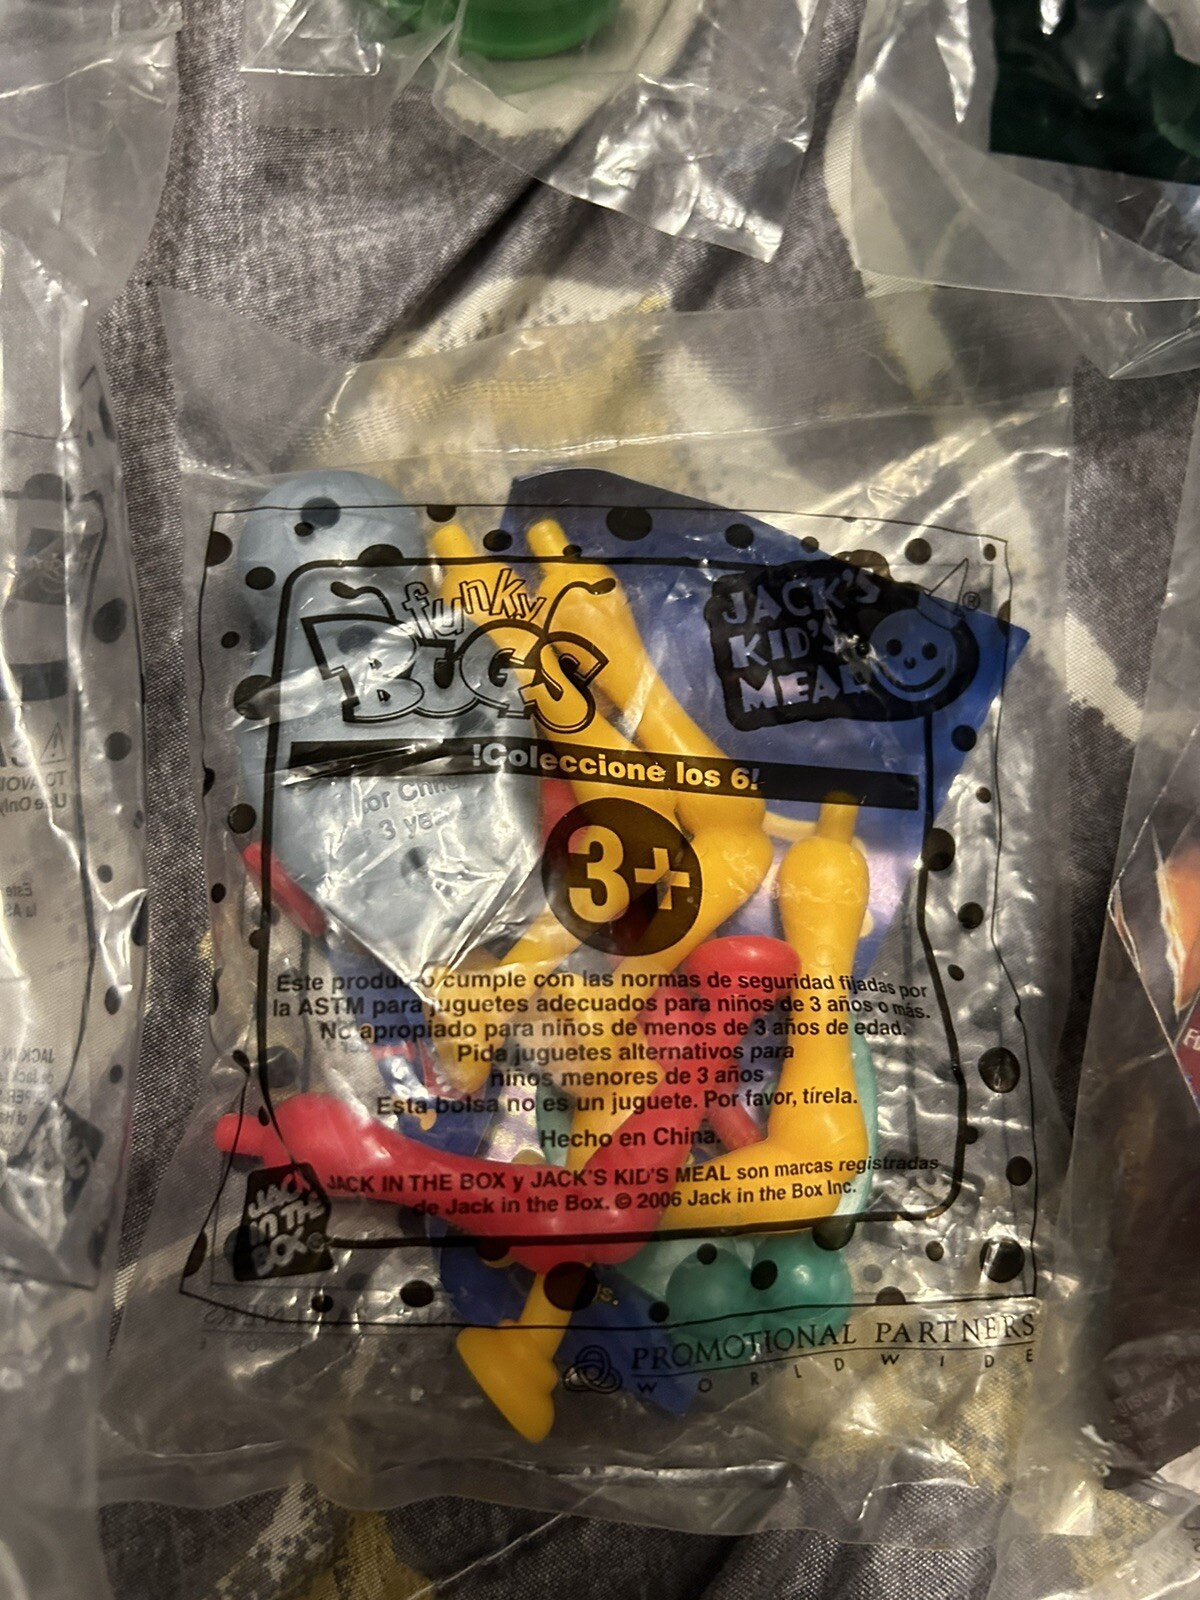 funky
BUGS
JACK'S
KID'S
MEAL
®
!Coleccione los 6!
3+
Este producto cumple con las normas de seguridad fijadas por
la ASTM para juguetes adecuados para niños de 3 años o más.
No apropiado para niños de menos de 3 años de edad.
Pida juguetes alternativos para
niños menores de 3 años
Esta bolsa no es un juguete. Por favor, tírela.
Hecho en China.
JACK IN THE BOX y JACK'S KID'S MEAL son marcas registradas
de Jack in the Box. © 2006 Jack in the Box Inc.
JACK
IN THE
BOX
PROMOTIONAL PARTNERS
WORLDWIDE